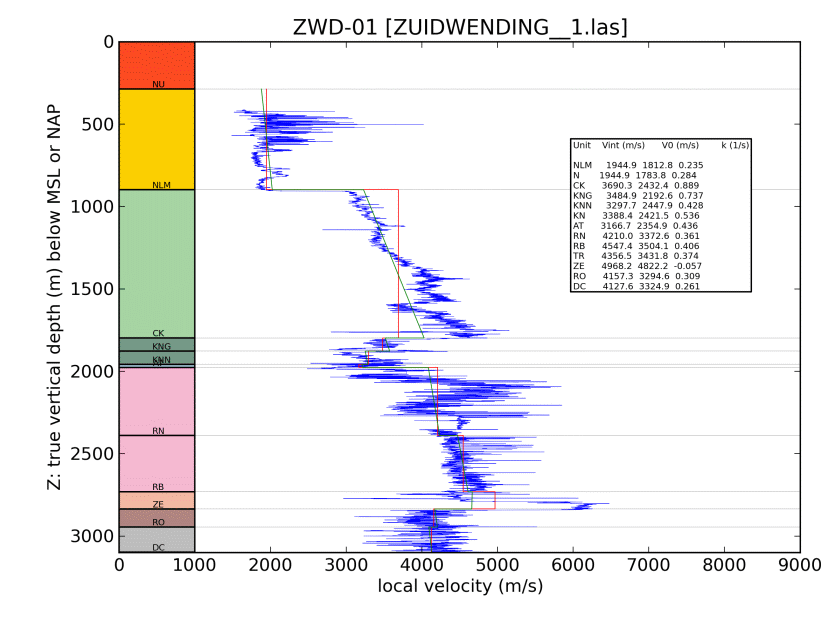 ZWD-01 [ZUIDWENDING__1.las]
0
500
1000
1500
2000
2500
3000
Z: true vertical depth (m) below MSL or NAP
NU
NLM
CK
KNG
KNN
RN
RB
ZE
RO
DC
Unit Vint (m/s) V0 (m/s) k (1/s)
NLM 1944.9 1812.8 0.235
N 1944.9 1783.8 0.284
CK 3690.3 2432.4 0.889
KNG 3484.9 2192.6 0.737
KNN 3297.7 2447.9 0.428
KN 3388.4 2421.5 0.536
AT 3166.7 2354.9 0.436
RN 4210.0 3372.6 0.361
RB 4547.4 3504.1 0.406
TR 4356.5 3431.8 0.374
ZE 4968.2 4822.2 -0.057
RO 4157.3 3294.6 0.309
DC 4127.6 3324.9 0.261
0 1000 2000 3000 4000 5000 6000 7000 8000 9000
local velocity (m/s)